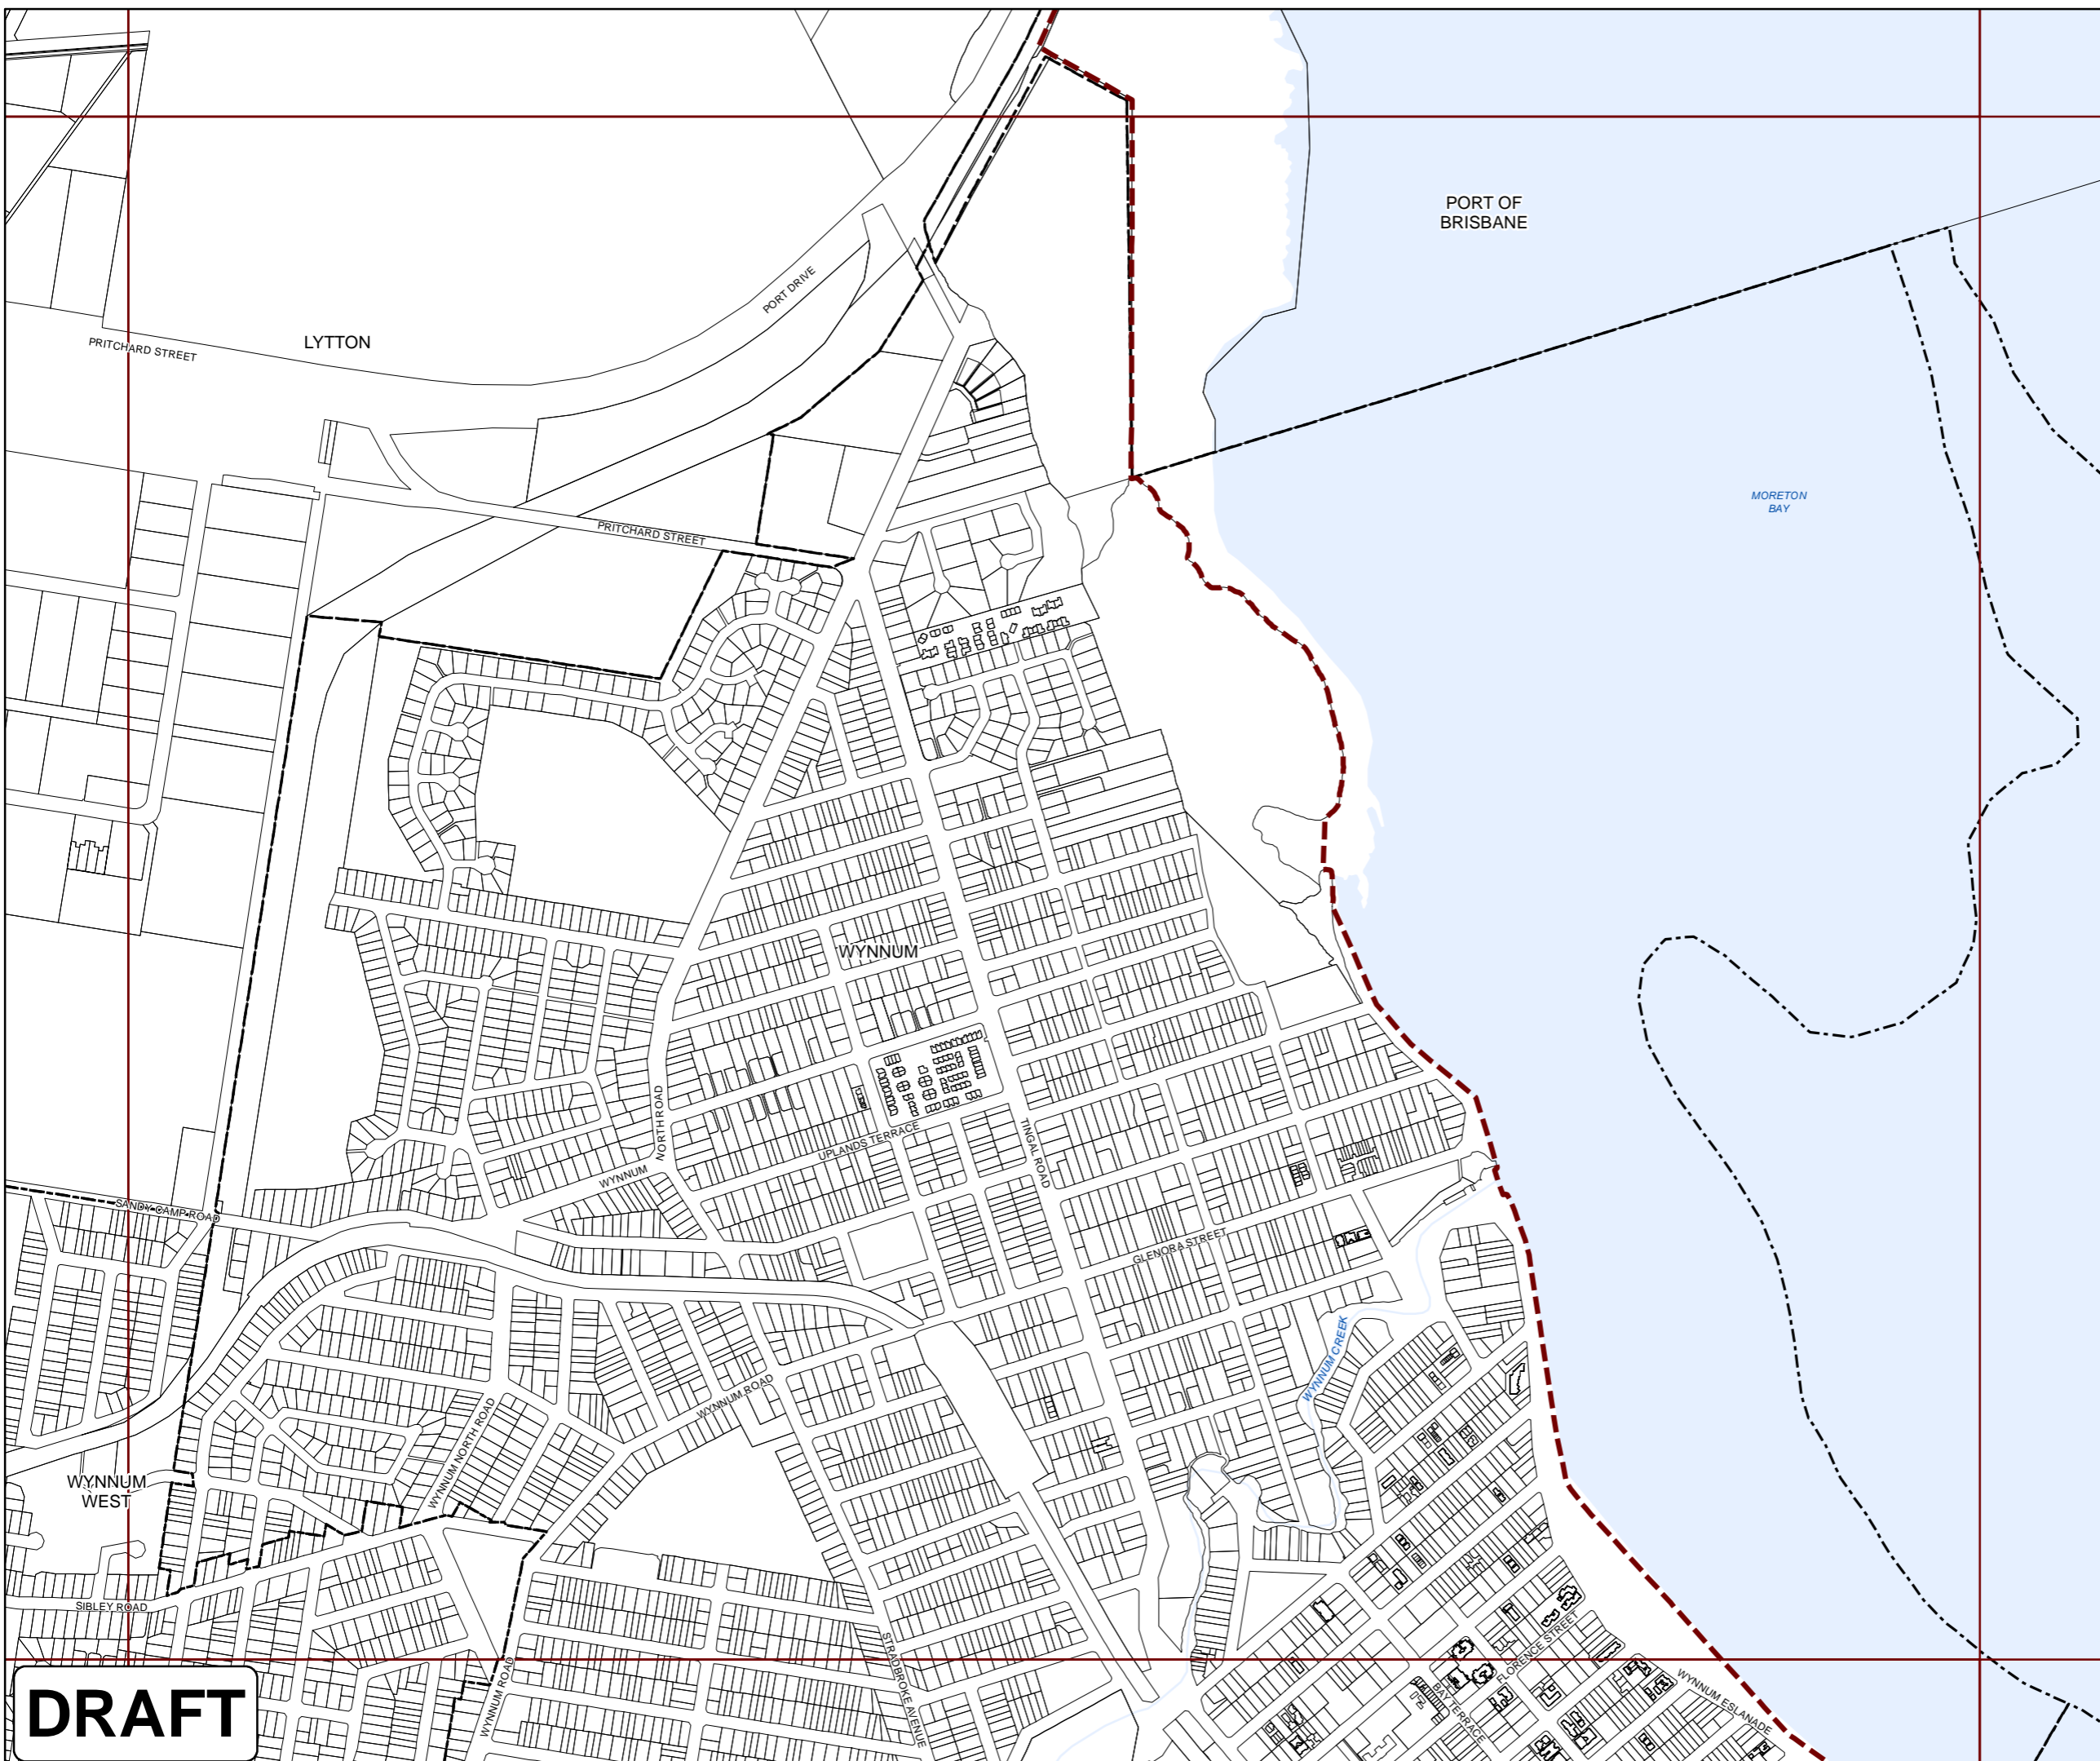 PORT OF
BRISBANE
PORT DRIVE
LYTTON
PRITCHARD STREET
MORETON
BAY
PRITCHARD STREET
WYNNUM
NORTH ROAD
UPLANDS TERRACE
TINGAL ROAD
WYNNUM
SANDY CAMP ROAD
GLENORA STREET
WYNNUM CREEK
WYNNUM ROAD
WYNNUM NORTH ROAD
WYNNUM
WEST
SIBLEY ROAD
STRADBROKE AVENUE
FLORENCE STREET
WYNNUM ESLANADE
BAY TERRACE
WYNNUM ROAD
DRAFT